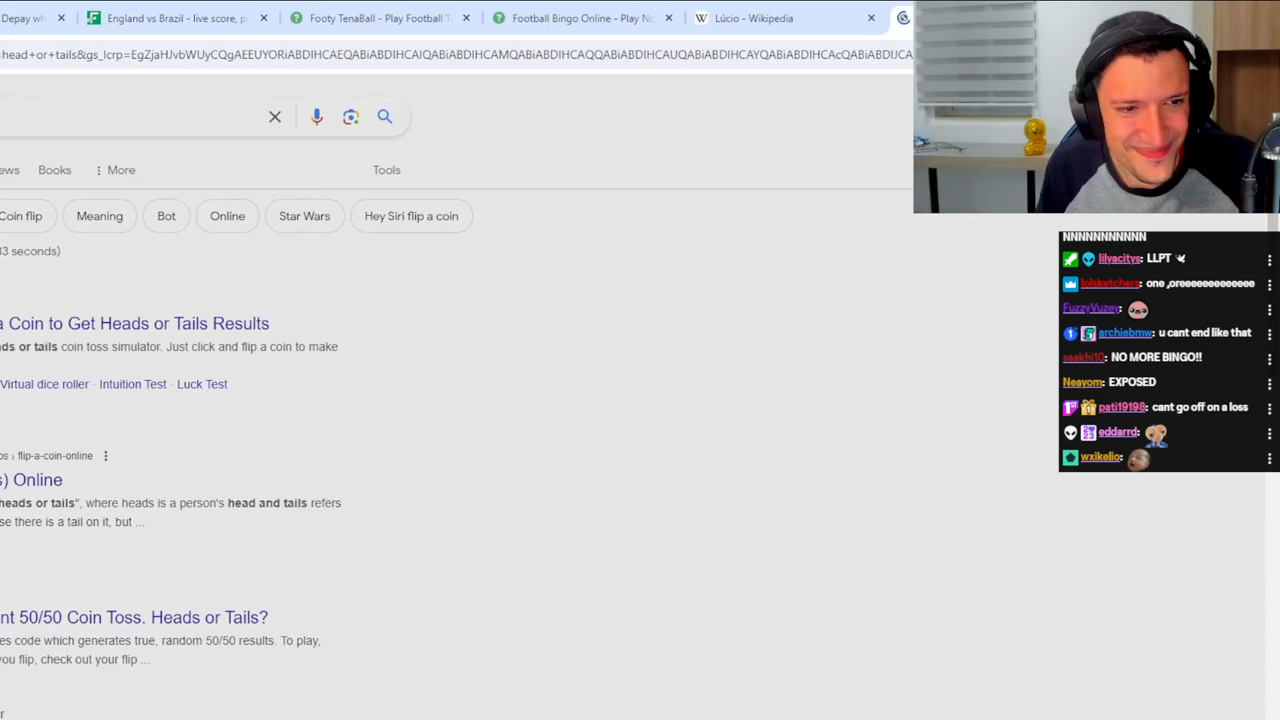 Depay wh
England vs Brazil - live score, p
Footy TenaBall - Play Football T
Football Bingo Online - Play No
Lúcio - Wikipedia
=head+or+tails&gs_lcrp=
ews
Books
More
Tools
Coin flip
Meaning
Bot
Online
Star Wars
Hey Siri flip a coin
33 seconds)
a Coin to Get Heads or Tails Results
ds or tails coin toss simulator. Just click and flip a coin to make
Virtual dice roller · Intuition Test · Luck Test
ps › flip-a-coin-online
s) Online
heads or tails", where heads is a person's head and tails refers
se there is a tail on it, but ...
nt 50/50 Coin Toss. Heads or Tails?
es code which generates true, random 50/50 results. To play,
you flip, check out your flip ...
r
NNNNNNNNNNN
lilyacitys: LLPT
lolsketchers: one ,oreeeeeeeeeeeee
FuzzyVuzey:
archiebmw: u cant end like that
saakhi10: NO MORE BINGO!!
Neayom: EXPOSED
pati19198: cant go off on a loss
eddarrd:
wxikelio: